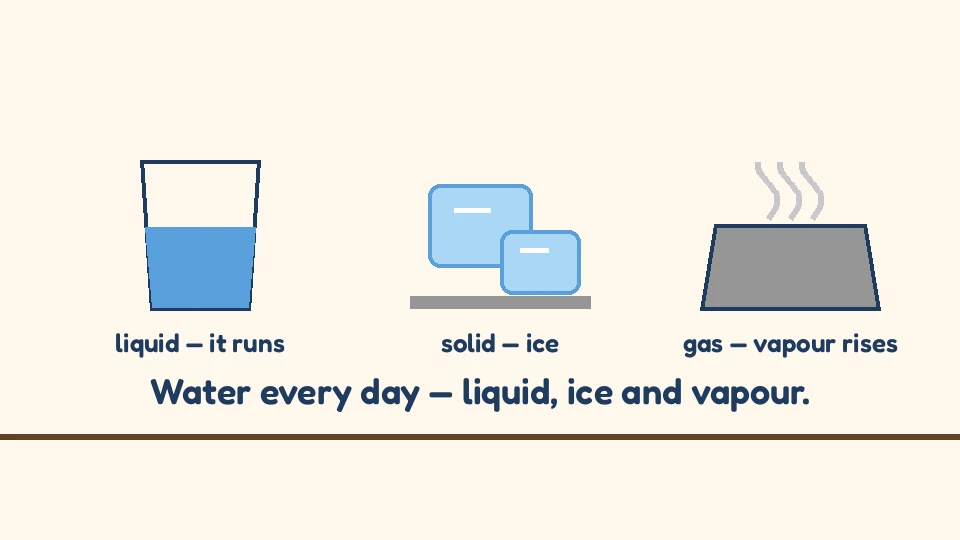 liquid — it runs
solid — ice
gas — vapour rises
Water every day — liquid, ice and vapour.